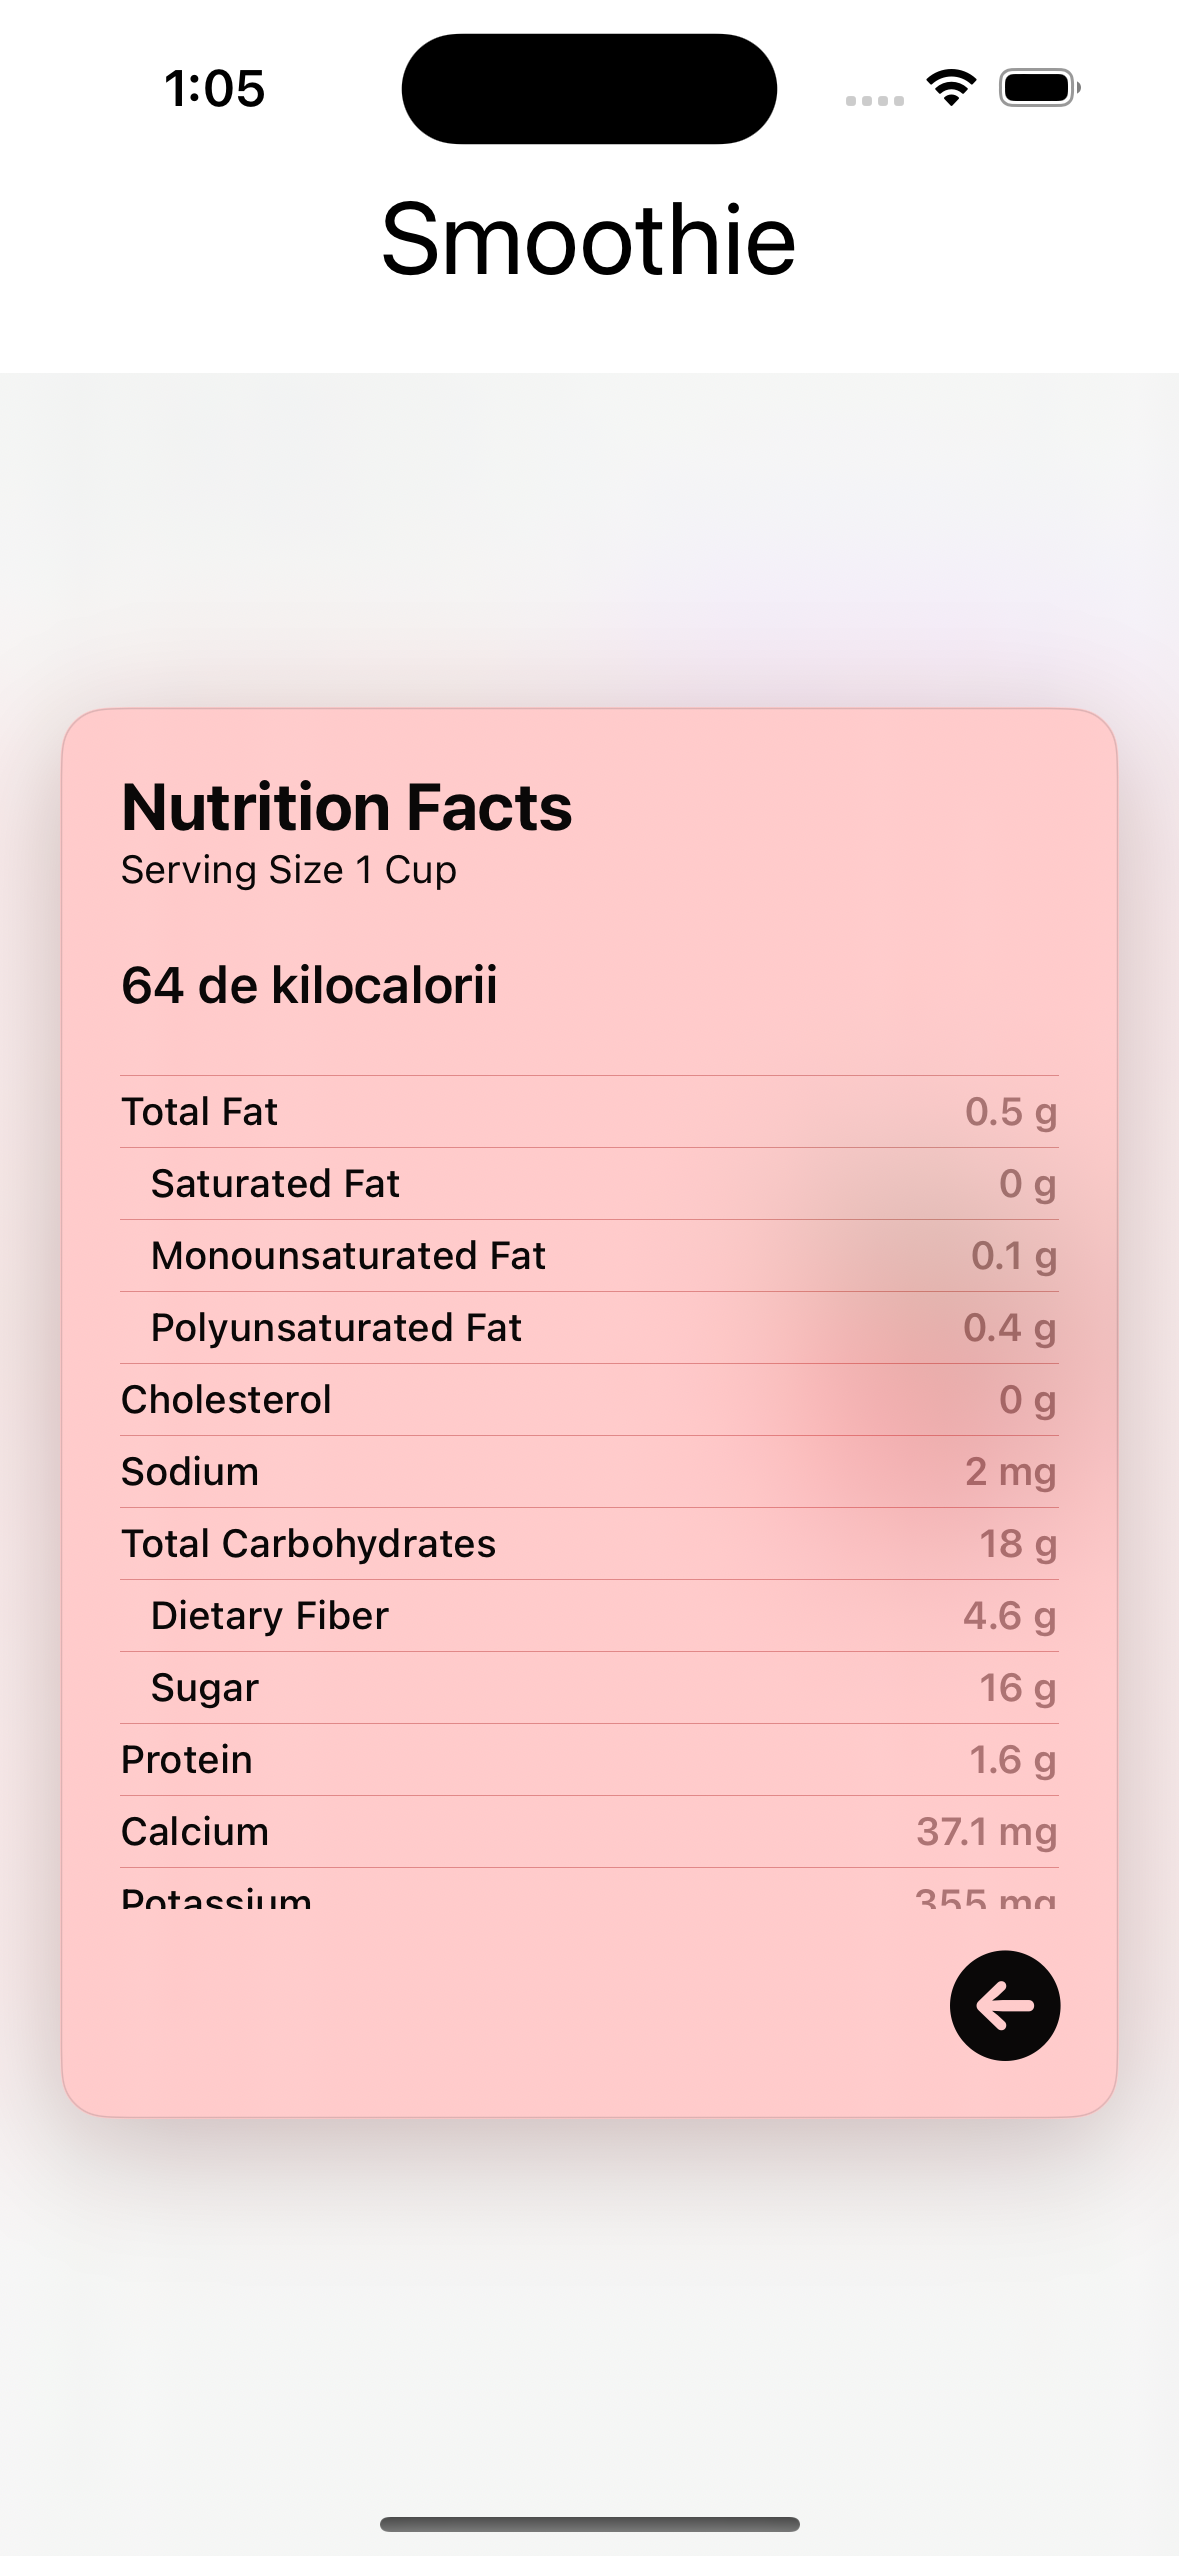 1:05
Smoothie
Nutrition Facts
Serving Size 1 Cup
64 de kilocalorii
Total Fat 0.5 g
Saturated Fat 0 g
Monounsaturated Fat 0.1 g
Polyunsaturated Fat 0.4 g
Cholesterol 0 g
Sodium 2 mg
Total Carbohydrates 18 g
Dietary Fiber 4.6 g
Sugar 16 g
Protein 1.6 g
Calcium 37.1 mg
Potassium 355 mg